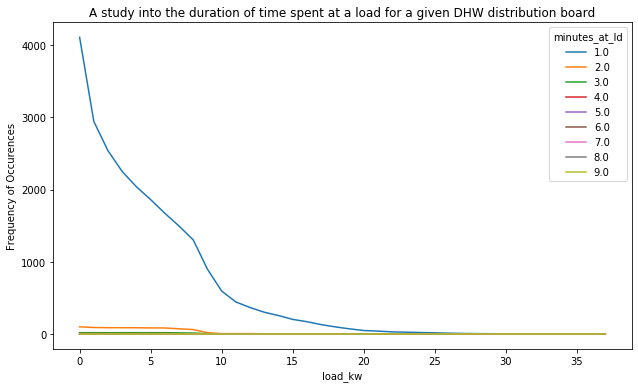 A study into the duration of time spent at a load for a given DHW distribution board
Frequency of Occurences
4000
3000
2000
1000
0
minutes_at_ld
1.0
2.0
3.0
4.0
5.0
6.0
7.0
8.0
9.0
0 5 10 15 20 25 30 35
load_kw